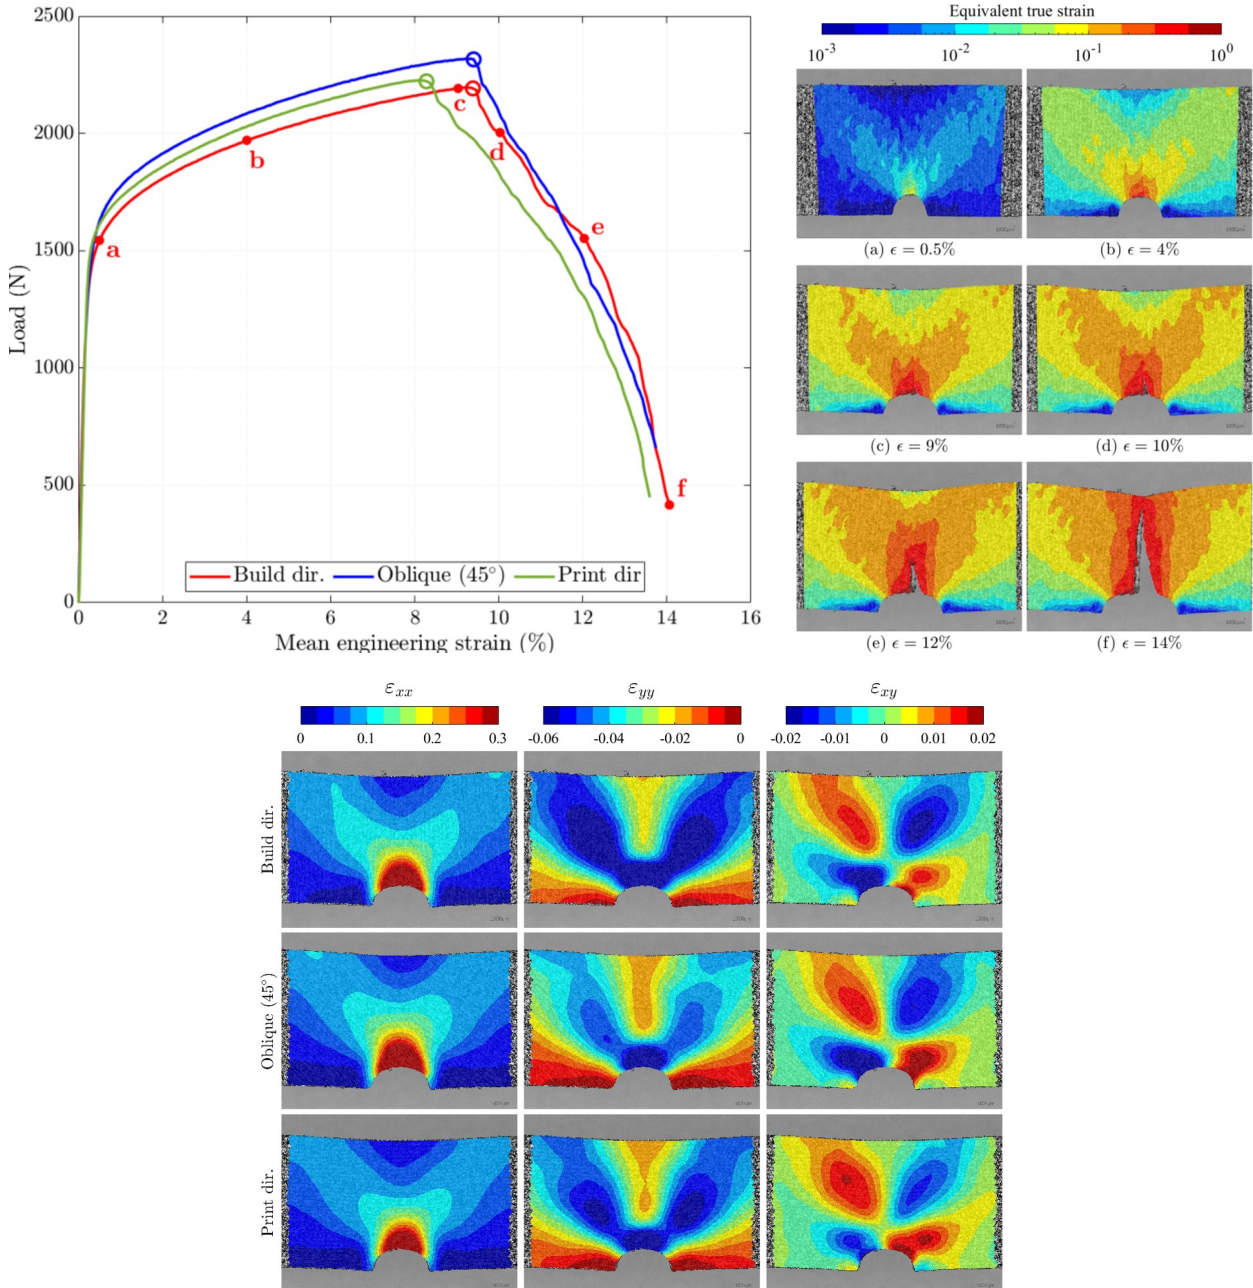 2500
2000
1500
1000
500
0
0 2 4 6 8 10 12 14 16
Load (N)
Mean engineering strain (%)
a
b
c
d
e
f
Build dir. Oblique (45°) Print dir
Equivalent true strain
10⁻³ 10⁻² 10⁻¹ 10⁰
(a) ϵ = 0.5% (b) ϵ = 4%
(c) ϵ = 9% (d) ϵ = 10%
(e) ϵ = 12% (f) ϵ = 14%
εxx εyy εxy
0 0.1 0.2 0.3 -0.06 -0.04 -0.02 0 -0.02 -0.01 0 0.01 0.02
Build dir.
Oblique (45°)
Print dir.